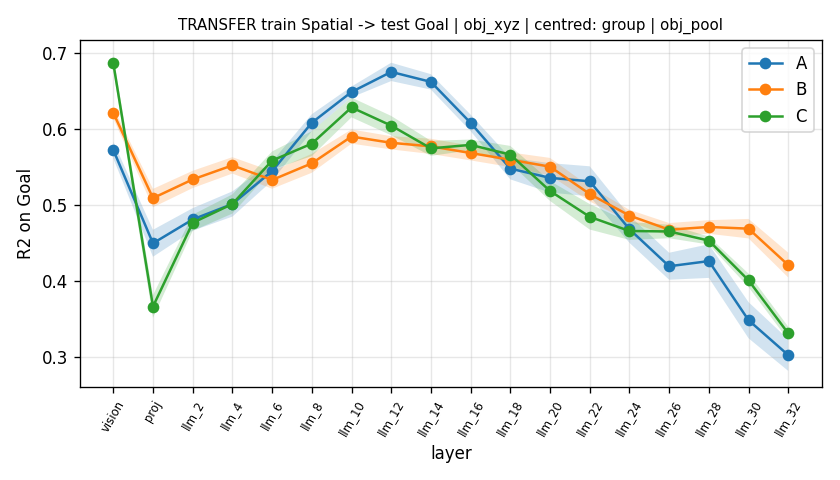 TRANSFER train Spatial -> test Goal | obj_xyz | centred: group | obj_pool
R2 on Goal
0.7
0.6
0.5
0.4
0.3
A
B
C
vision proj llm_2 llm_4 llm_6 llm_8 llm_10 llm_12 llm_14 llm_16 llm_18 llm_20 llm_22 llm_24 llm_26 llm_28 llm_30 llm_32
layer